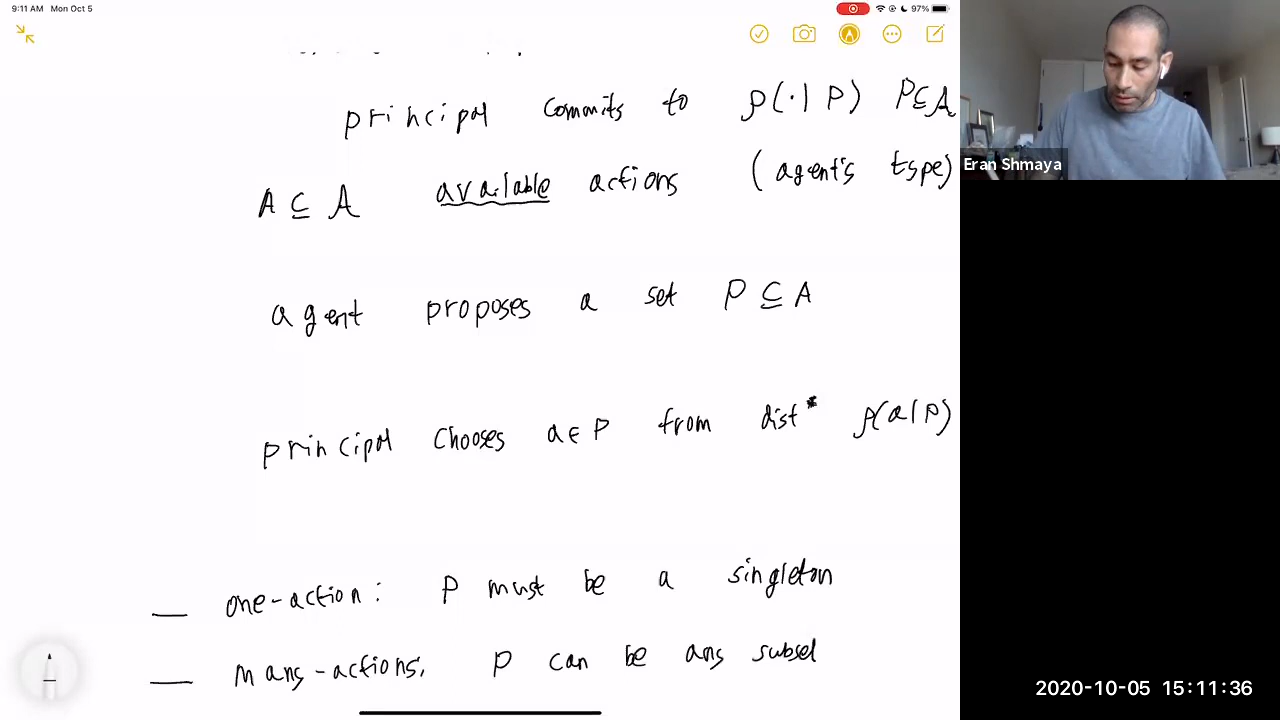 9:11 AM Mon Oct 5
97%
principal commits to ρ(·|P) P⊆𝒜
A ⊆ 𝒜 available actions (agent's type)
agent proposes a set P ⊆ A
principal chooses a∈P from dist ρ(a|P)
— one-action: P must be a singleton
— many-actions. P can be any subset
Eran Shmaya
2020-10-05 15:11:36